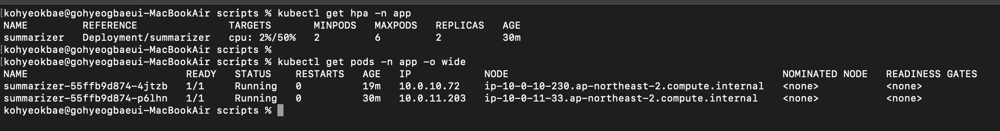 [kohyeokbae@gohyeogbaeui-MacBookAir scripts % kubectl get hpa -n app
NAME REFERENCE TARGETS MINPODS MAXPODS REPLICAS AGE
summarizer Deployment/summarizer cpu: 2%/50% 2 6 2 30m
[kohyeokbae@gohyeogbaeui-MacBookAir scripts %
[kohyeokbae@gohyeogbaeui-MacBookAir scripts % kubectl get pods -n app -o wide
NAME READY STATUS RESTARTS AGE IP NODE NOMINATED NODE READINESS GATES
summarizer-55ffb9d874-4jtzb 1/1 Running 0 19m 10.0.10.72 ip-10-0-10-230.ap-northeast-2.compute.internal <none> <none>
summarizer-55ffb9d874-p6lhn 1/1 Running 0 30m 10.0.11.203 ip-10-0-11-33.ap-northeast-2.compute.internal <none> <none>
kohyeokbae@gohyeogbaeui-MacBookAir scripts %